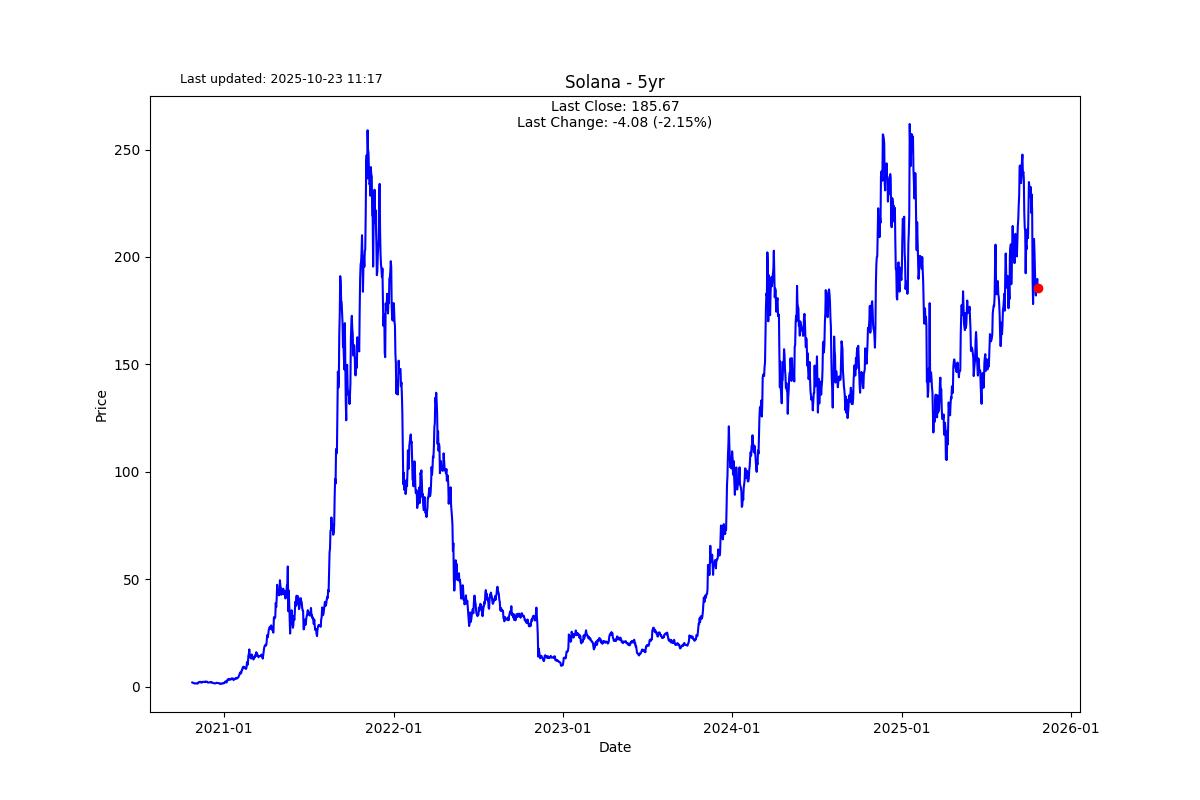 Last updated: 2025-10-23 11:17
Solana - 5yr
Last Close: 185.67
Last Change: -4.08 (-2.15%)
250
200
150
100
50
0
Price
2021-01
2022-01
2023-01
2024-01
2025-01
2026-01
Date